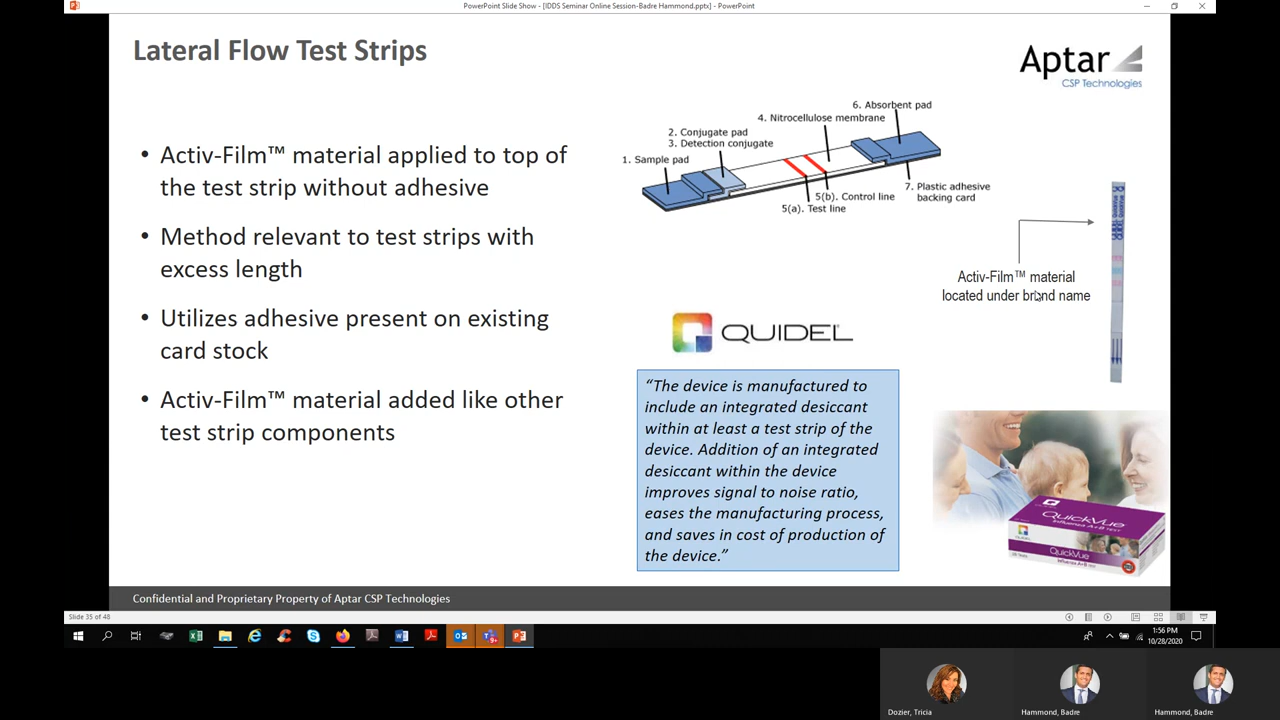 PowerPoint Slide Show - [IDDS Seminar Online Session-Badre Hammond.pptx] - PowerPoint
Lateral Flow Test Strips
Aptar
CSP Technologies
• Activ-Film™ material applied to top of
the test strip without adhesive
• Method relevant to test strips with
excess length
• Utilizes adhesive present on existing
card stock
• Activ-Film™ material added like other
test strip components
6. Absorbent pad
4. Nitrocellulose membrane
2. Conjugate pad
3. Detection conjugate
1. Sample pad
5(b). Control line
5(a). Test line
7. Plastic adhesive
backing card
Activ-Film™ material
located under brand name
QUIDEL
“The device is manufactured to
include an integrated desiccant
within at least a test strip of the
device. Addition of an integrated
desiccant within the device
improves signal to noise ratio,
eases the manufacturing process,
and saves in cost of production of
the device.”
QuickVue
Influenza A+B TEST
QuickVue
Confidential and Proprietary Property of Aptar CSP Technologies
Slide 35 of 48
1:56 PM
10/28/2020
Dozier, Tricia
Hammond, Badre
Hammond, Badre